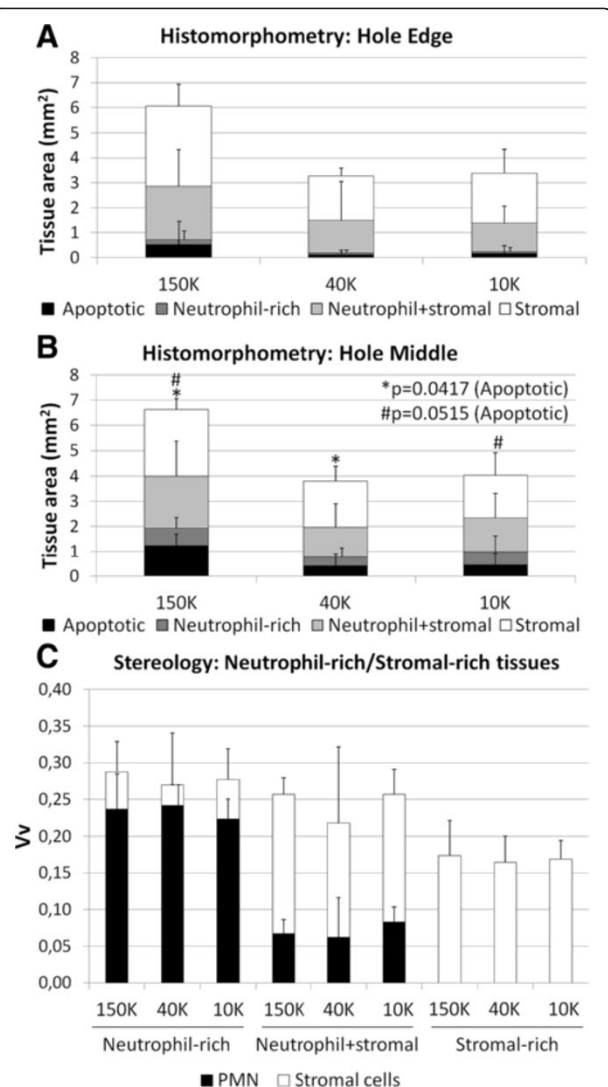 A Histomorphometry: Hole Edge
8
7
6
5
4
3
2
1
0
Tissue area (mm²)
150K 40K 10K
■ Apoptotic ■ Neutrophil-rich ■ Neutrophil+stromal □ Stromal
B Histomorphometry: Hole Middle
*p=0.0417 (Apoptotic)
#p=0.0515 (Apoptotic)
8
7
6
5
4
3
2
1
0
Tissue area (mm²)
#
*
*
#
150K 40K 10K
■ Apoptotic ■ Neutrophil-rich ■ Neutrophil+stromal □ Stromal
C Stereology: Neutrophil-rich/Stromal-rich tissues
0,40
0,35
0,30
0,25
0,20
0,15
0,10
0,05
0,00
Vv
150K 40K 10K 150K 40K 10K 150K 40K 10K
Neutrophil-rich Neutrophil+stromal Stromal-rich
■ PMN □ Stromal cells